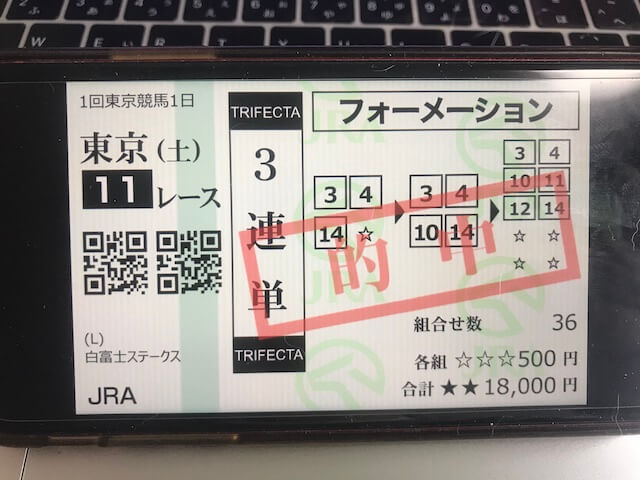 1回東京競馬1日
東京(土)
11レース
(L)
白富士ステークス
JRA
TRIFECTA
3連単
TRIFECTA
フォーメーション
JRA
3 4
14 ☆
3 4
10 14
3 4
10 11
12 14
☆ ☆
☆ ☆
的中
組合せ数 36
各組 ☆☆☆500円
合計 ★★18,000円